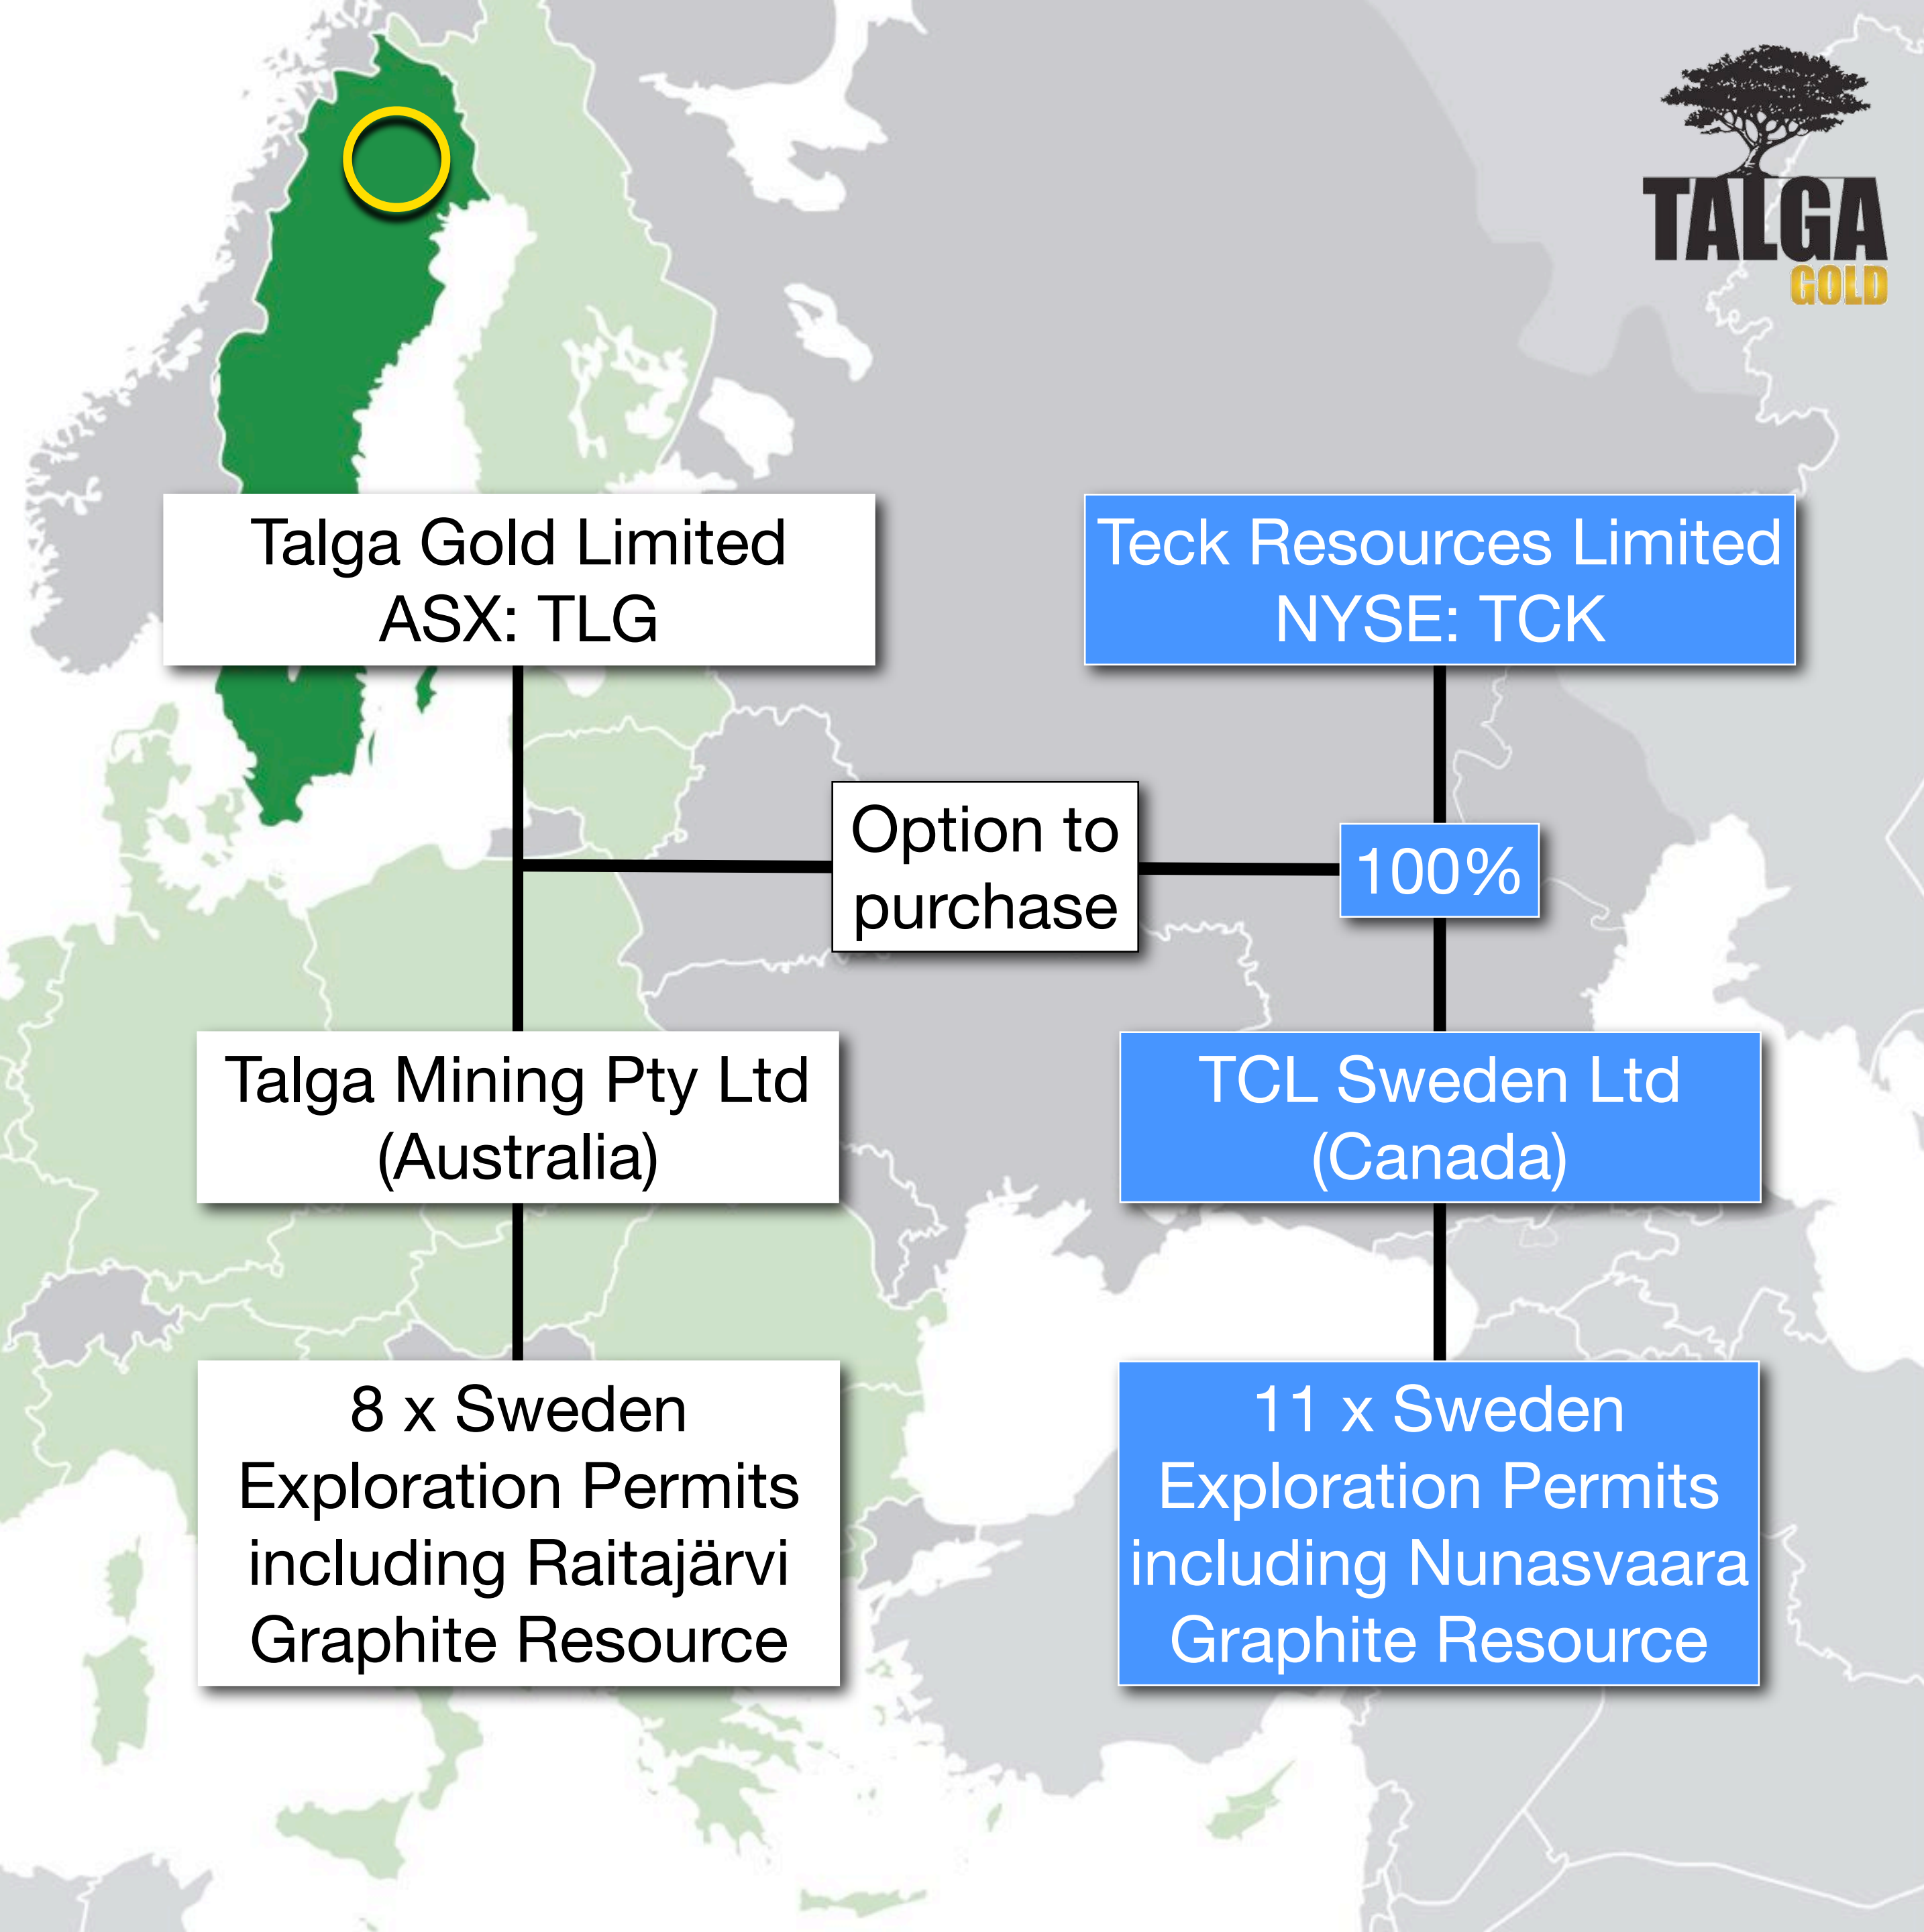 TALGA
GOLD
Talga Gold Limited
ASX: TLG
Teck Resources Limited
NYSE: TCK
Option to
purchase
100%
Talga Mining Pty Ltd
(Australia)
TCL Sweden Ltd
(Canada)
8 x Sweden
Exploration Permits
including Raitajärvi
Graphite Resource
11 x Sweden
Exploration Permits
including Nunasvaara
Graphite Resource